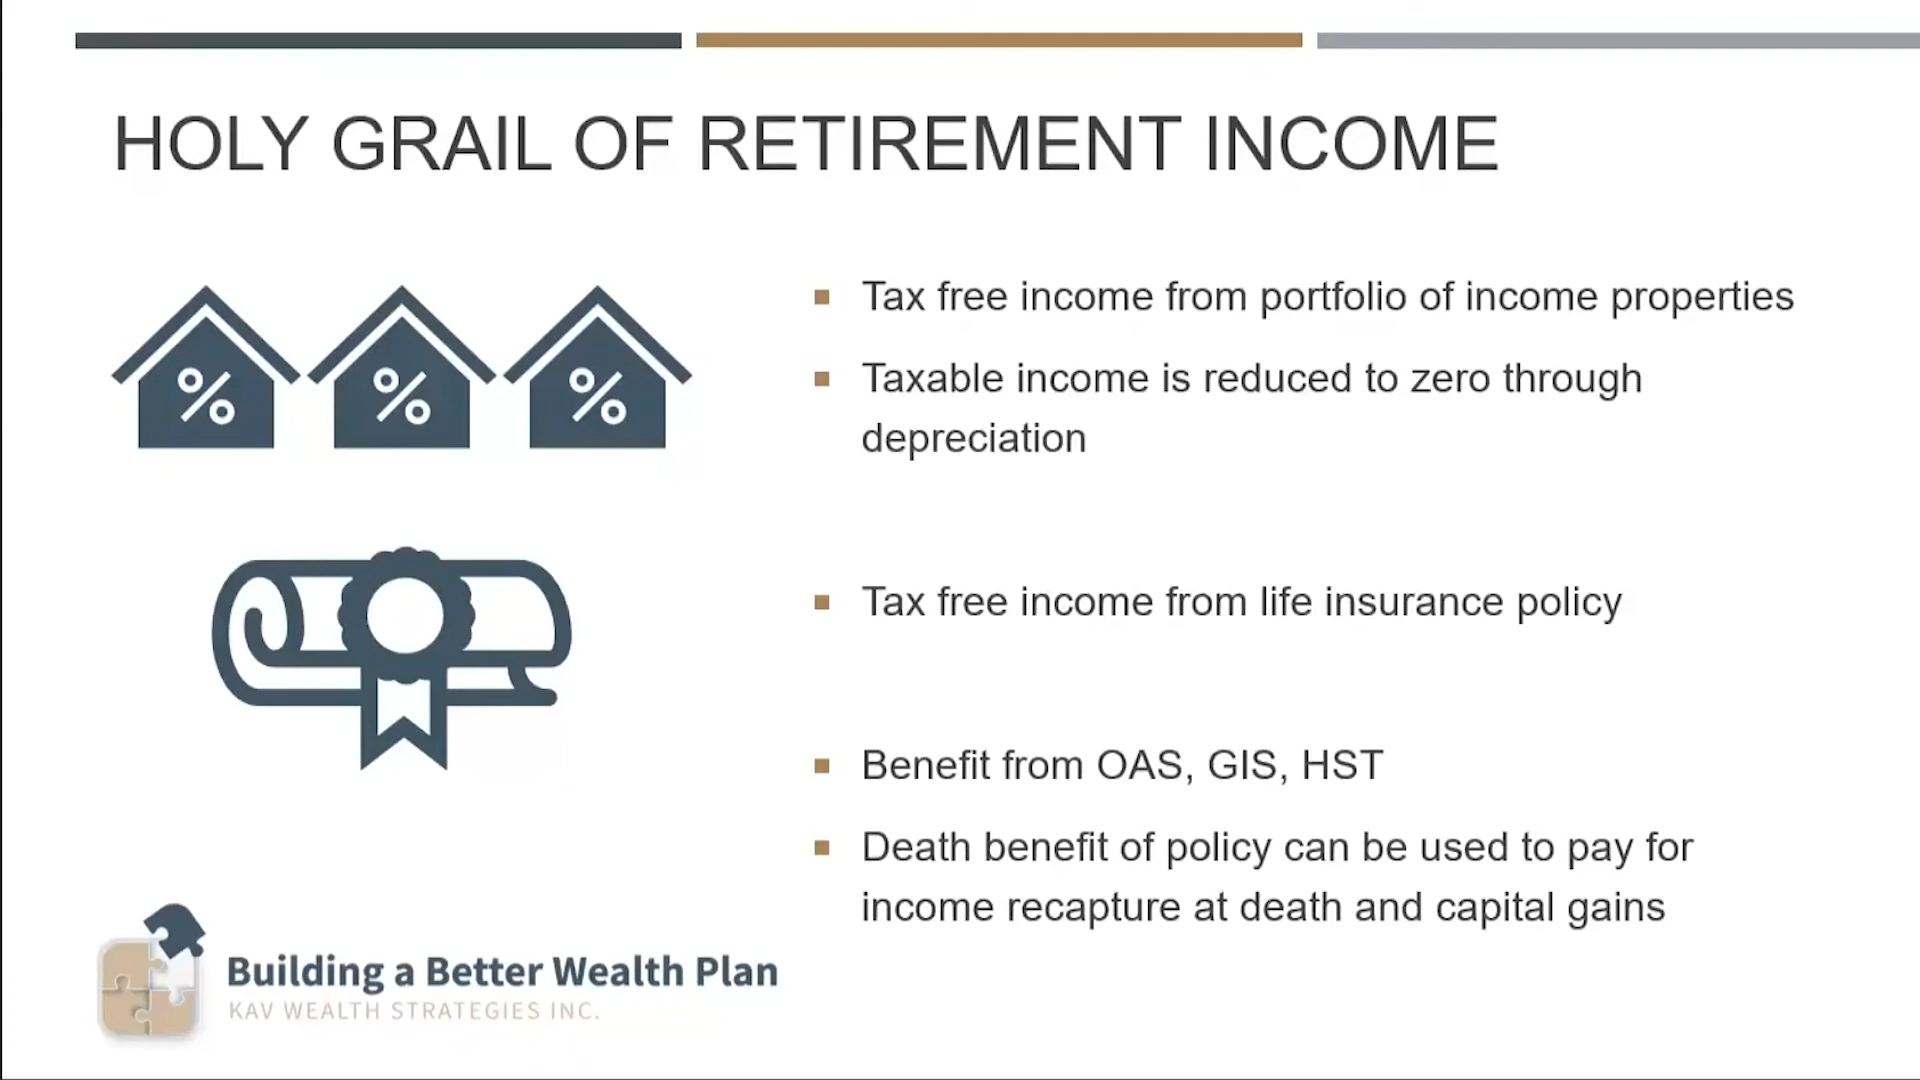 HOLY GRAIL OF RETIREMENT INCOME
% % %
Tax free income from portfolio of income properties
Taxable income is reduced to zero through
depreciation
Tax free income from life insurance policy
Benefit from OAS, GIS, HST
Death benefit of policy can be used to pay for
income recapture at death and capital gains
Building a Better Wealth Plan
KAV WEALTH STRATEGIES INC.